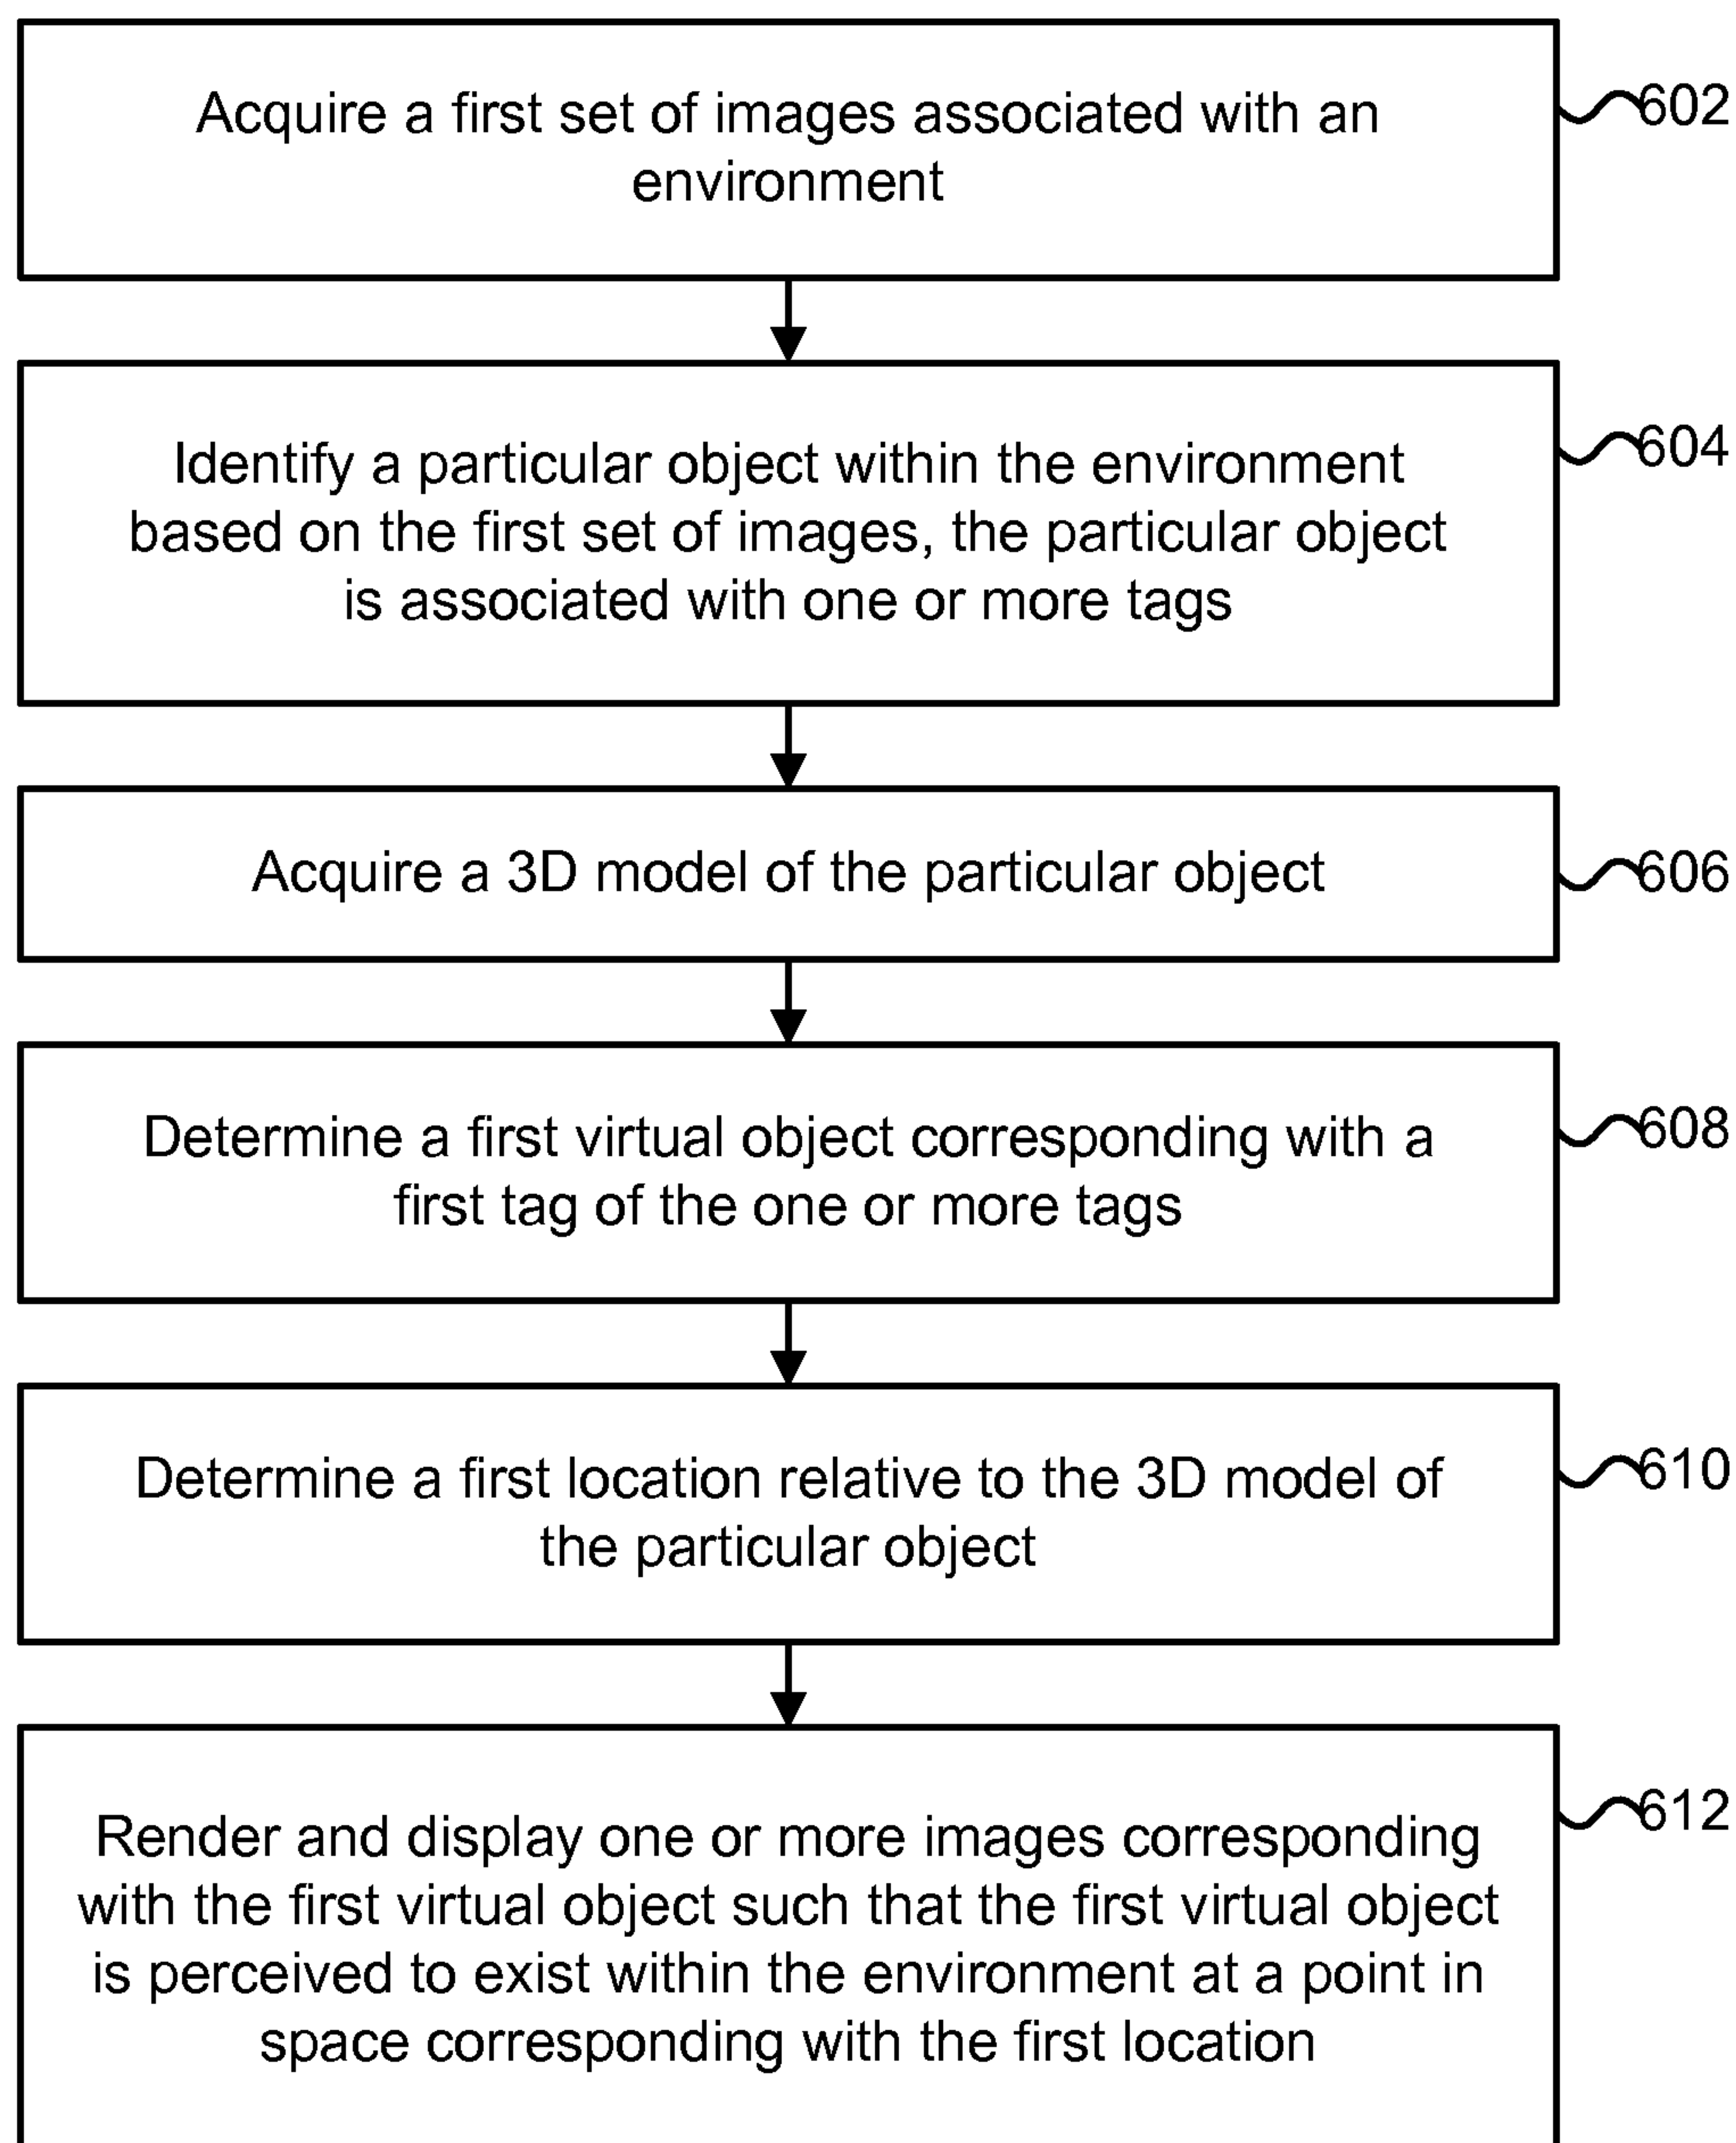 Acquire a first set of images associated with an
environment
602
Identify a particular object within the environment
based on the first set of images, the particular object
is associated with one or more tags
604
Acquire a 3D model of the particular object
606
Determine a first virtual object corresponding with a
first tag of the one or more tags
608
Determine a first location relative to the 3D model of
the particular object
610
Render and display one or more images corresponding
with the first virtual object such that the first virtual object
is perceived to exist within the environment at a point in
space corresponding with the first location
612